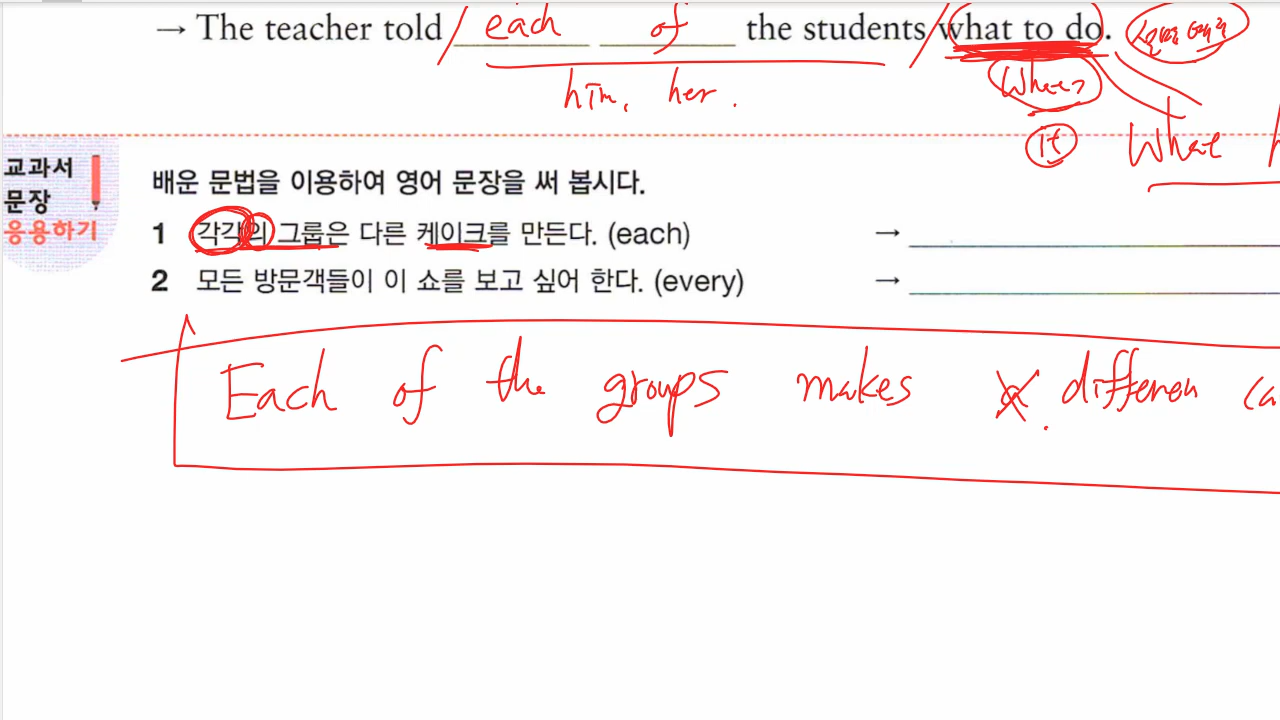 → The teacher told / each of the students / what to do.
him, her.
What?
It
What
교과서
문장
응용하기
배운 문법을 이용하여 영어 문장을 써 봅시다.
1 각각의 그룹은 다른 케이크를 만든다. (each) →
2 모든 방문객들이 이 쇼를 보고 싶어 한다. (every) →
Each of the groups makes a differen ca